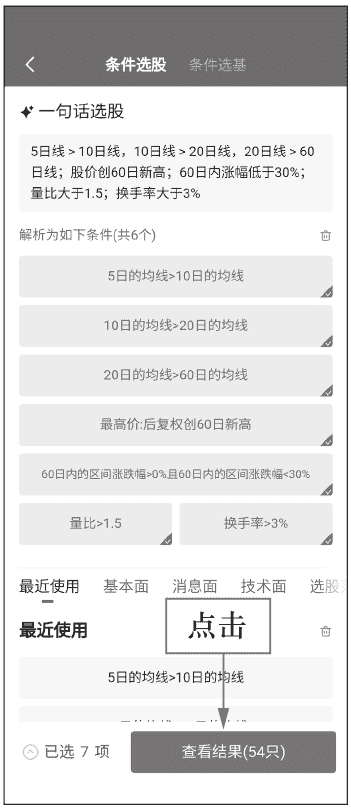 条件选股 条件选基
一句话选股
5日线 > 10日线，10日线 > 20日线，20日线 > 60
日线；股价创60日新高；60日内涨幅低于30%；
量比大于1.5；换手率大于3%
解析为如下条件(共6个)
5日的均线>10日的均线
10日的均线>20日的均线
20日的均线>60日的均线
最高价:后复权创60日新高
60日内的区间涨跌幅>0%且60日内的区间涨跌幅<30%
量比>1.5 换手率>3%
最近使用 基本面 消息面 技术面 选股
点击
最近使用
5日的均线>10日的均线
已选 7 项 查看结果(54只)